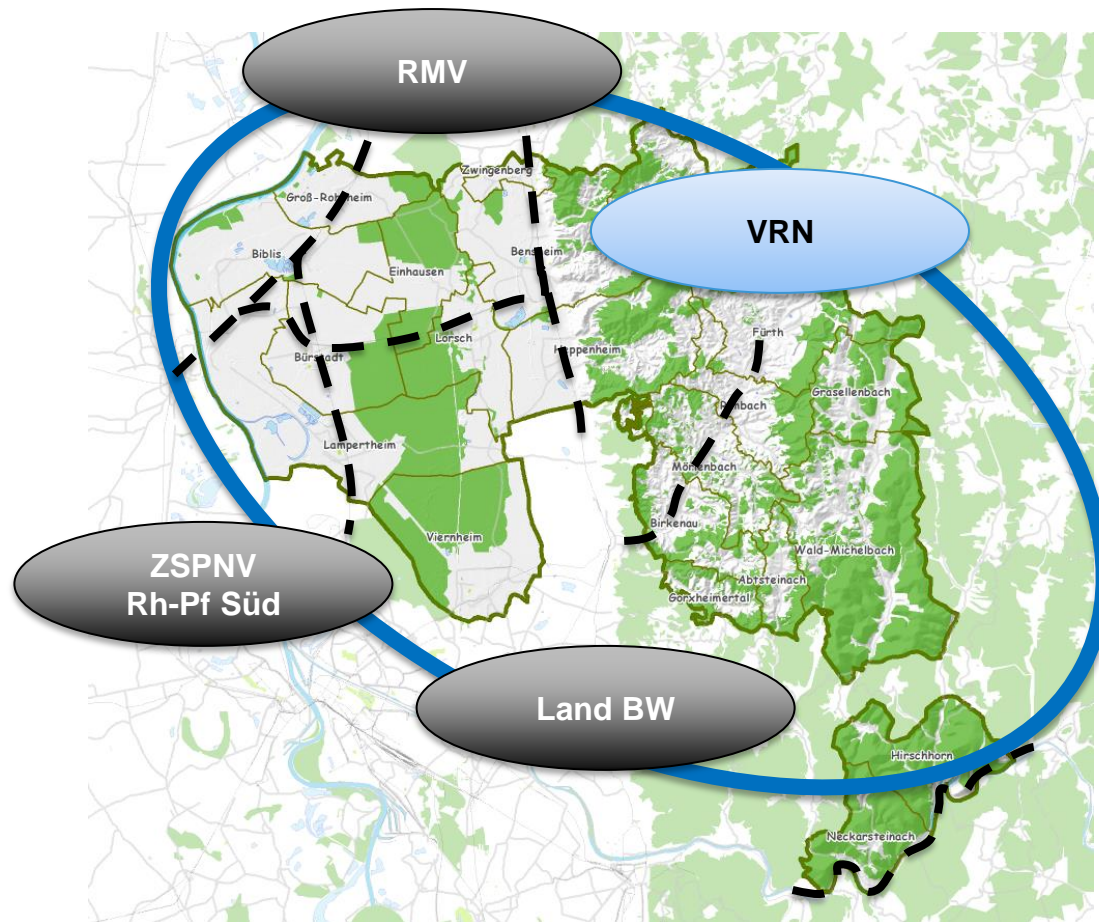 RMV
Zwingenberg
Groß-Rohrheim
VRN
Biblis
Bensheim
Einhausen
Fürth
Lorsch
Bürstadt
Heppenheim
Rimbach
Grasellenbach
Lampertheim
Mörlenbach
Birkenau
Viernheim
Wald-Michelbach
ZSPNV
Rh-Pf Süd
Abtsteinach
Gorxheimertal
Land BW
Hirschhorn
Neckarsteinach